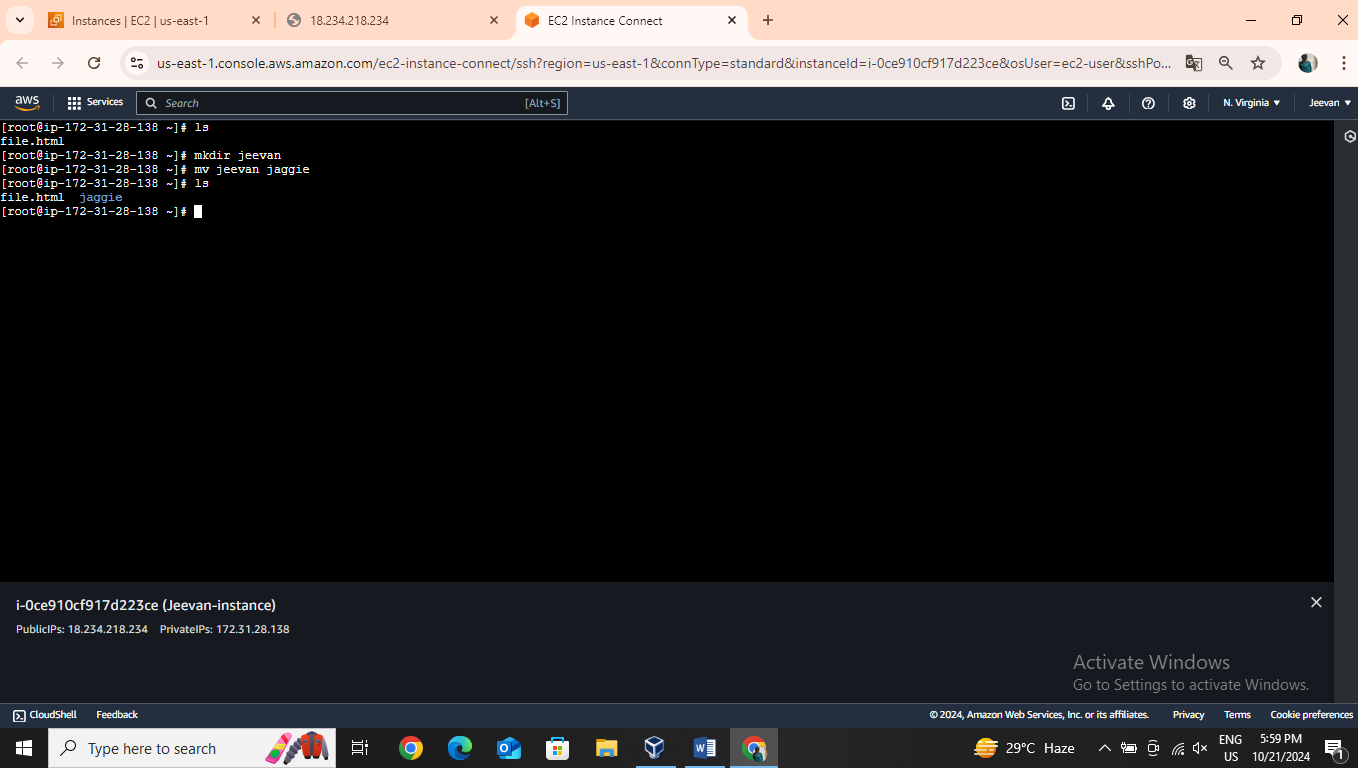 Instances | EC2 | us-east-1
18.234.218.234
EC2 Instance Connect
us-east-1.console.aws.amazon.com/ec2-instance-connect/ssh?region=us-east-1&connType=standard&instanceId=i-0ce910cf917d223ce&osUser=ec2-user&sshPo...
aws
Services
Search
[Alt+S]
N. Virginia
Jeevan
[root@ip-172-31-28-138 ~]# ls
file.html
[root@ip-172-31-28-138 ~]# mkdir jeevan
[root@ip-172-31-28-138 ~]# mv jeevan jaggie
[root@ip-172-31-28-138 ~]# ls
file.html  jaggie
[root@ip-172-31-28-138 ~]#
i-0ce910cf917d223ce (Jeevan-instance)
PublicIPs: 18.234.218.234    PrivateIPs: 172.31.28.138
Activate Windows
Go to Settings to activate Windows.
CloudShell
Feedback
© 2024, Amazon Web Services, Inc. or its affiliates.
Privacy
Terms
Cookie preferences
Type here to search
29°C Haze
ENG
US
5:59 PM
10/21/2024
1